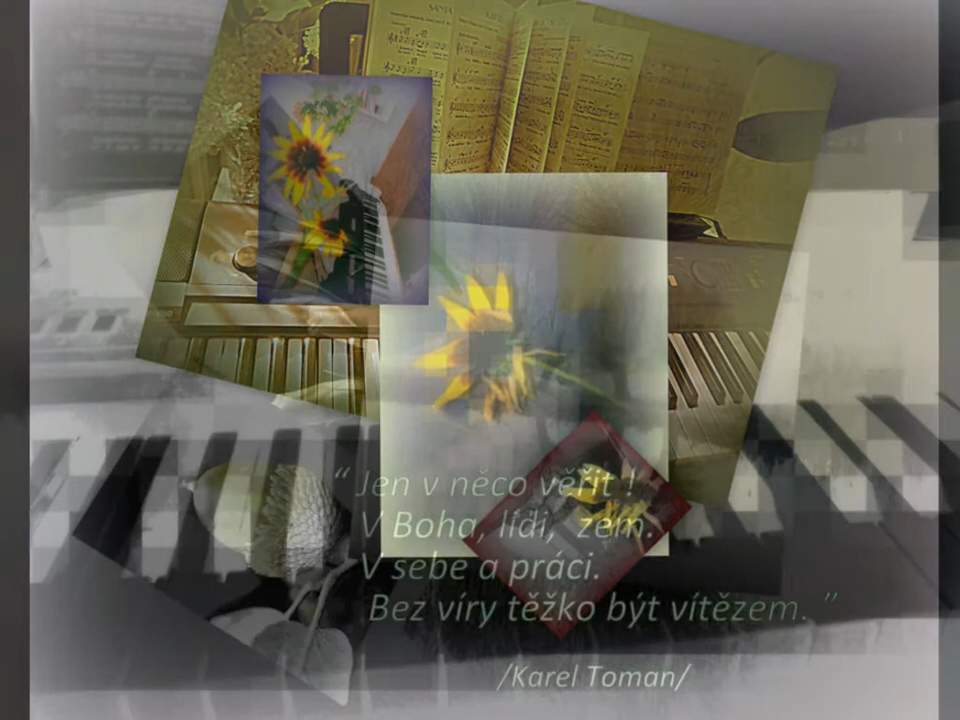 “ Jen v něco věřit !
V Boha, lidi, zem.
V sebe a práci.
Bez víry těžko být vítězem. ”
/Karel Toman/